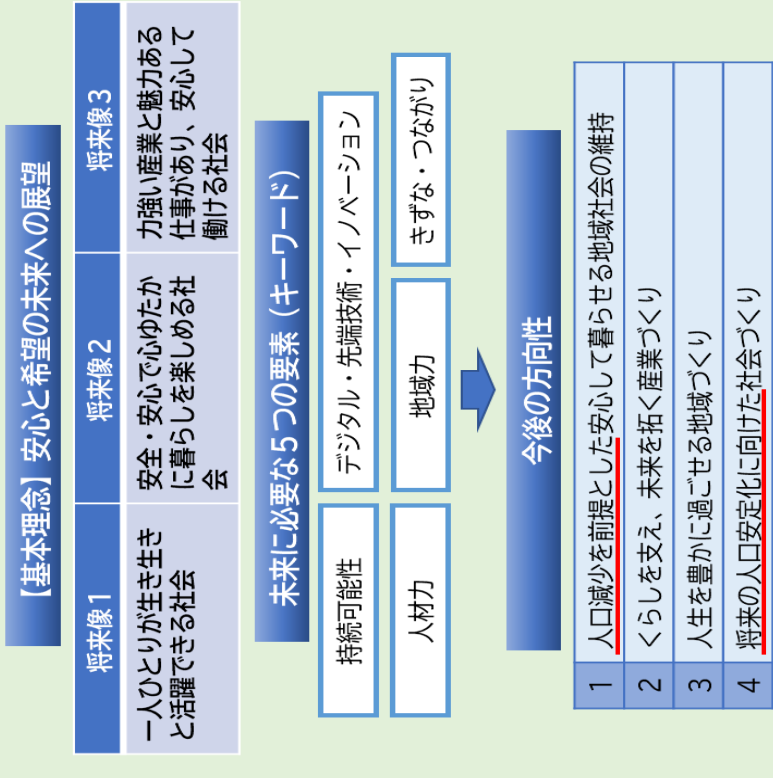 【基本理念】安心と希望の未来への展望
将来像1
将来像2
将来像3
一人ひとりが生き生き
と活躍できる社会
安全・安心で心ゆたか
に暮らしを楽しめる社
会
力強い産業と魅力ある
仕事があり、安心して
働ける社会
未来に必要な5つの要素（キーワード）
持続可能性
デジタル・先端技術・イノベーション
人材力
地域力
きずな・つながり
今後の方向性
1 人口減少を前提とした安心して暮らせる地域社会の維持
2 くらしを支え、未来を拓く産業づくり
3 人生を豊かに過ごせる地域づくり
4 将来の人口安定化に向けた社会づくり